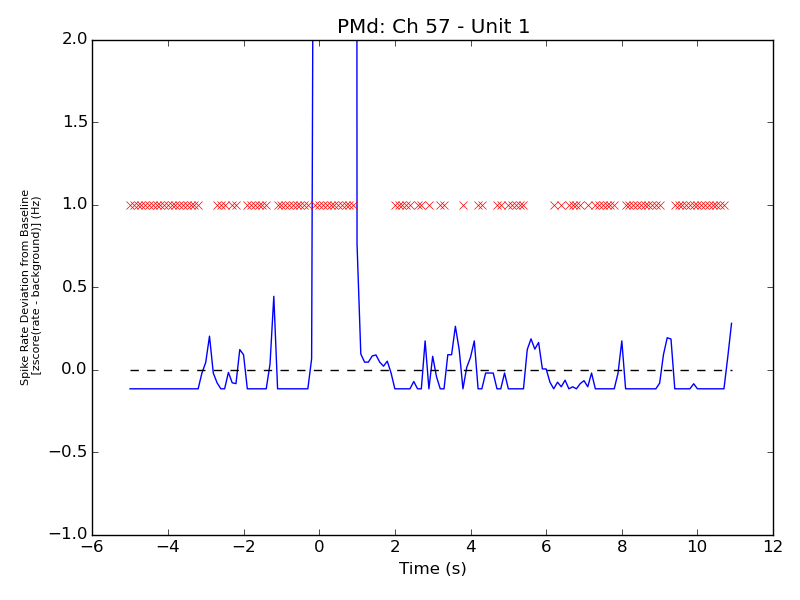 PMd: Ch 57 - Unit 1
2.0
1.5
1.0
0.5
0.0
−0.5
−1.0
Spike Rate Deviation from Baseline
[zscore(rate - background)] (Hz)
−6 −4 −2 0 2 4 6 8 10 12
Time (s)